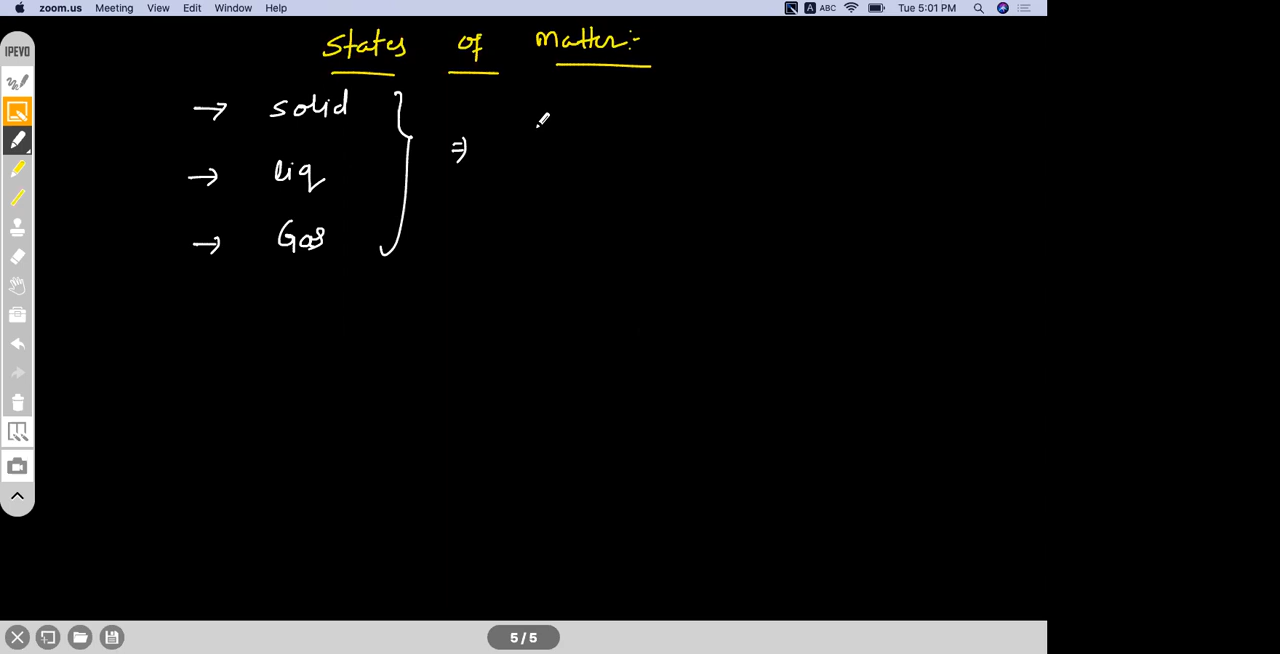 zoom.us Meeting View Edit Window Help A ABC Tue 5:01 PM
IPEVO
States of Matter:-
→ solid
⇒
→ liq
→ Gas
5 / 5